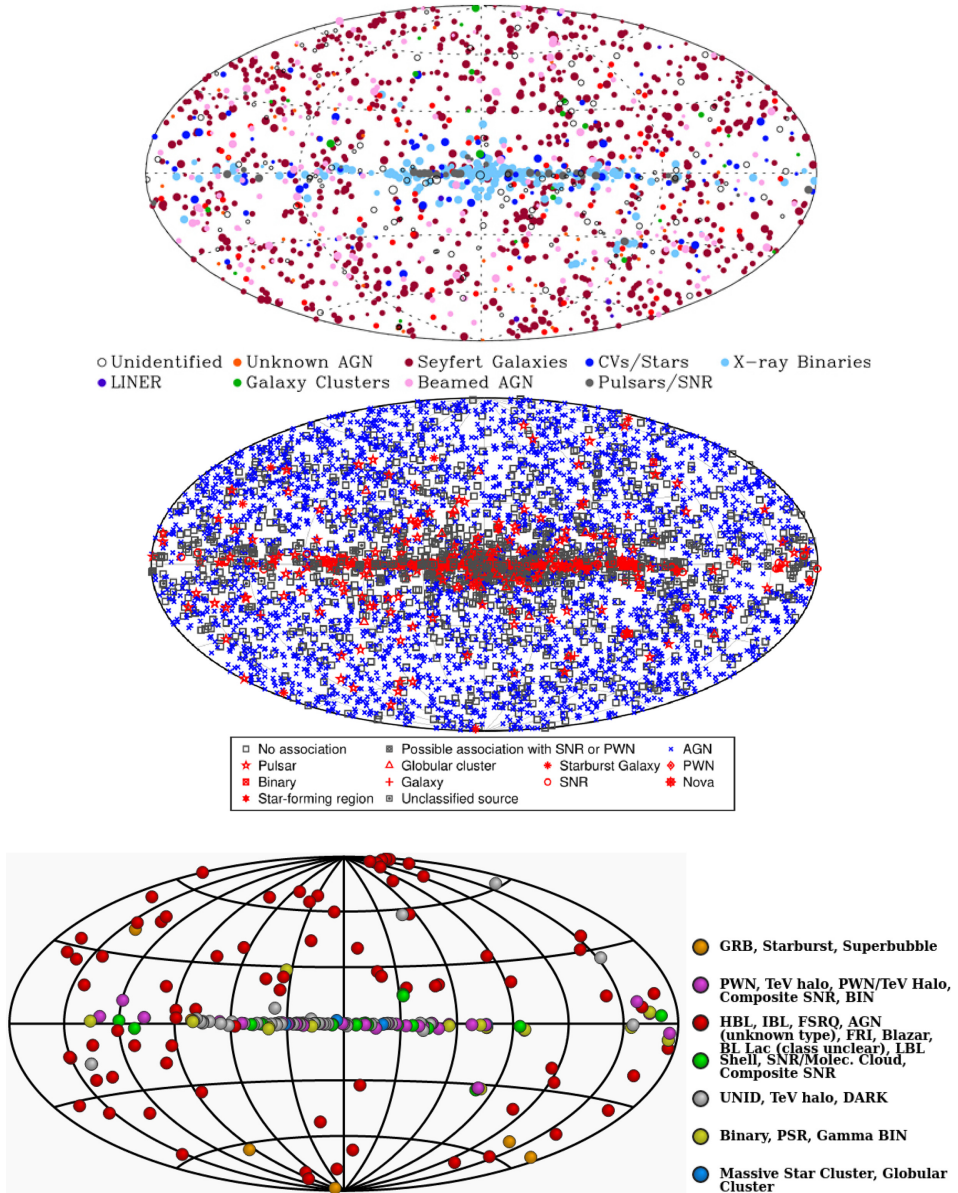 Unidentified Unknown AGN Seyfert Galaxies CVs/Stars X-ray Binaries
LINER Galaxy Clusters Beamed AGN Pulsars/SNR
No association Possible association with SNR or PWN AGN
Pulsar Globular cluster Starburst Galaxy PWN
Binary Galaxy SNR Nova
Star-forming region Unclassified source
GRB, Starburst, Superbubble
PWN, TeV halo, PWN/TeV Halo,
Composite SNR, BIN
HBL, IBL, FSRQ, AGN
(unknown type), FRI, Blazar,
BL Lac (class unclear), LBL
Shell, SNR/Molec. Cloud,
Composite SNR
UNID, TeV halo, DARK
Binary, PSR, Gamma BIN
Massive Star Cluster, Globular
Cluster